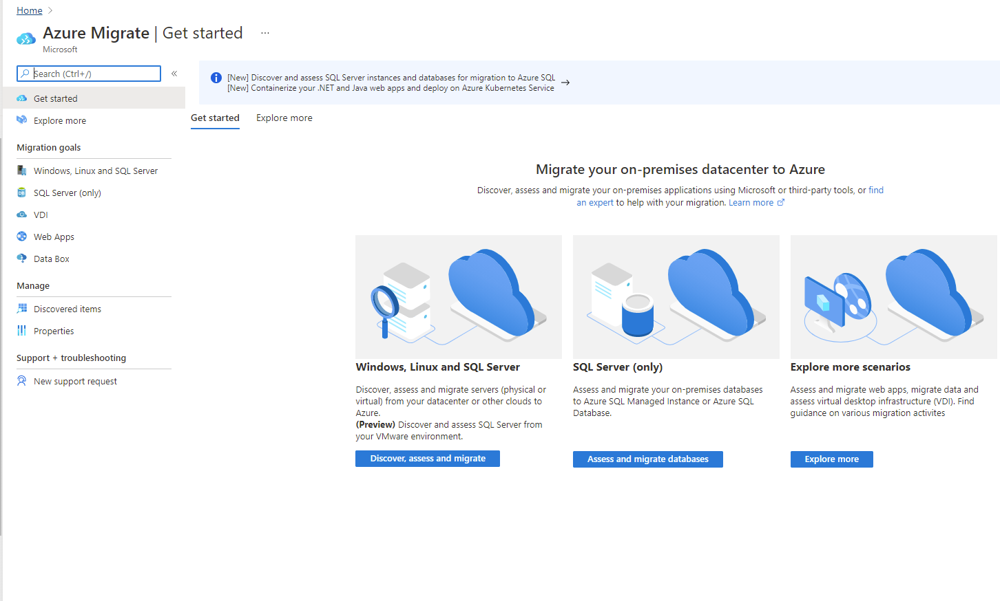 Home
Azure Migrate | Get started ...
Microsoft
Search (Ctrl+/)
«
Get started
Explore more
Migration goals
Windows, Linux and SQL Server
SQL Server (only)
VDI
Web Apps
Data Box
Manage
Discovered items
Properties
Support + troubleshooting
New support request
[New] Discover and assess SQL Server instances and databases for migration to Azure SQL
[New] Containerize your .NET and Java web apps and deploy on Azure Kubernetes Service
Get started Explore more
Migrate your on-premises datacenter to Azure
Discover, assess and migrate your on-premises applications using Microsoft or third-party tools, or find
an expert to help with your migration. Learn more
Windows, Linux and SQL Server
Discover, assess and migrate servers (physical or
virtual) from your datacenter or other clouds to
Azure.
(Preview) Discover and assess SQL Server from
your VMware environment.
Discover, assess and migrate
SQL Server (only)
Assess and migrate your on-premises databases
to Azure SQL Managed Instance or Azure SQL
Database.
Assess and migrate databases
Explore more scenarios
Assess and migrate web apps, migrate data and
assess virtual desktop infrastructure (VDI). Find
guidance on various migration activites
Explore more